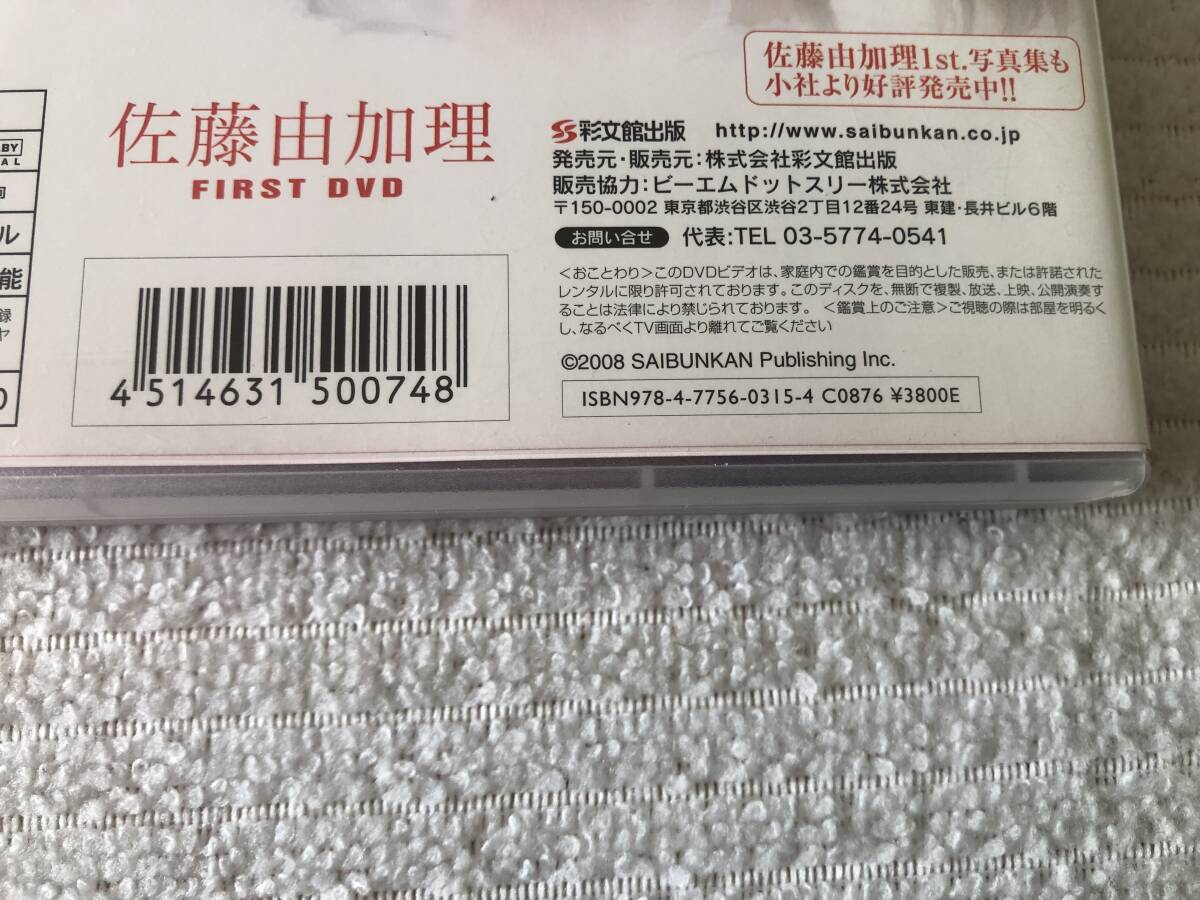 佐藤由加理1st.写真集も
小社より好評発売中!!
佐藤由加理
FIRST DVD
彩文館出版 http://www.saibunkan.co.jp
発売元・販売元：株式会社彩文館出版
販売協力：ビーエムドットスリー株式会社
〒150-0002 東京都渋谷区渋谷2丁目12番24号 東建・長井ビル6階
お問い合せ 代表：TEL 03-5774-0541
＜おことわり＞このDVDビデオは、家庭内での鑑賞を目的とした販売、または許諾された
レンタルに限り許可されております。このディスクを、無断で複製、放送、上映、公開演奏す
ることは法律により禁じられております。 ＜鑑賞上のご注意＞ご視聴の際は部屋を明るく
し、なるべくTV画面より離れてご覧ください
©2008 SAIBUNKAN Publishing Inc.
ISBN978-4-7756-0315-4 C0876 ¥3800E
4 514631 500748
ル
能
録
ヤ